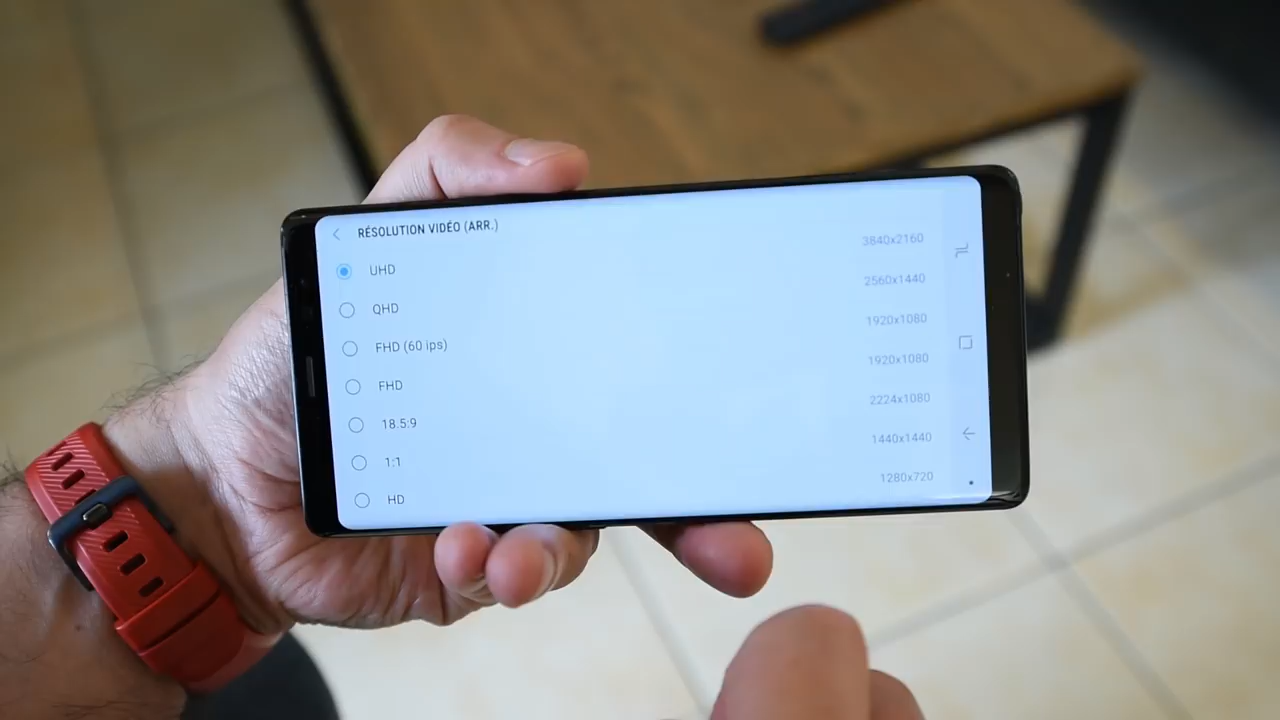 RÉSOLUTION VIDÉO (ARR.)
UHD 3840x2160
QHD 2560x1440
FHD (60 ips) 1920x1080
FHD 1920x1080
18.5:9 2224x1080
1:1 1440x1440
HD 1280x720